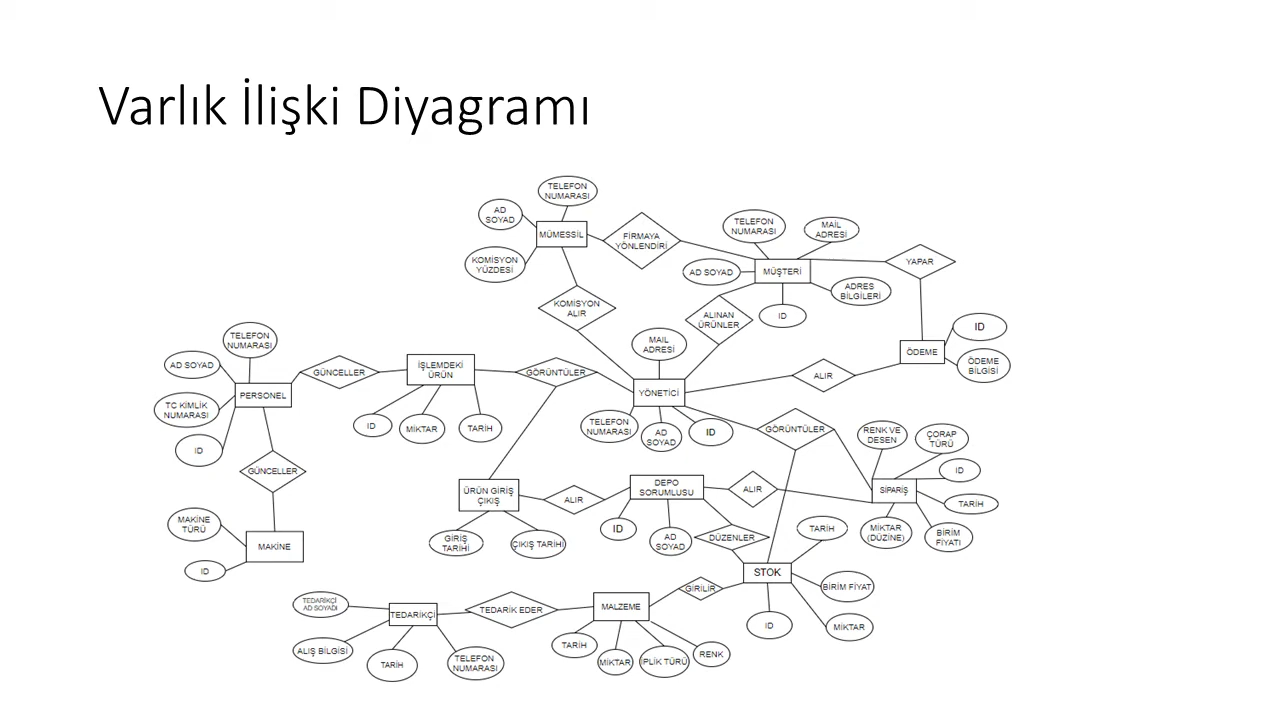 Varlık İlişki Diyagramı
TELEFON
NUMARASI
AD
SOYAD
MÜMESSİL
KOMİSYON
YÜZDESİ
FİRMAYA
YÖNLENDİRİ
TELEFON
NUMARASI
MAİL
ADRESİ
AD SOYAD
MÜŞTERİ
YAPAR
ADRES
BİLGİLERİ
ID
KOMİSYON
ALIR
ALINAN
ÜRÜNLER
MAİL
ADRESİ
ID
ÖDEME
ÖDEME
BİLGİSİ
TELEFON
NUMARASI
AD SOYAD
GÜNCELLER
İŞLEMDEKİ
ÜRÜN
GÖRÜNTÜLER
ALIR
PERSONEL
YÖNETİCİ
TC KİMLİK
NUMARASI
ID
ID
MİKTAR
TARİH
TELEFON
NUMARASI
AD
SOYAD
ID
GÖRÜNTÜLER
RENK VE
DESEN
ÇORAP
TÜRÜ
ID
GÜNCELLER
ÜRÜN GİRİŞ
ÇIKIŞ
ALIR
DEPO
SORUMLUSU
ALIR
SİPARİŞ
TARİH
MAKİNE
TÜRÜ
MAKİNE
ID
GİRİŞ
TARİHİ
ÇIKIŞ TARİHİ
ID
AD
SOYAD
DÜZENLER
TARİH
MİKTAR
(DÜZİNE)
BİRİM
FİYATI
STOK
BİRİM FİYAT
GİRİLİR
ID
MİKTAR
TEDARİKÇİ
AD SOYADI
TEDARİKÇİ
TEDARİK EDER
MALZEME
ALIŞ BİLGİSİ
TARİH
TELEFON
NUMARASI
TARİH
MİKTAR
İPLİK TÜRÜ
RENK